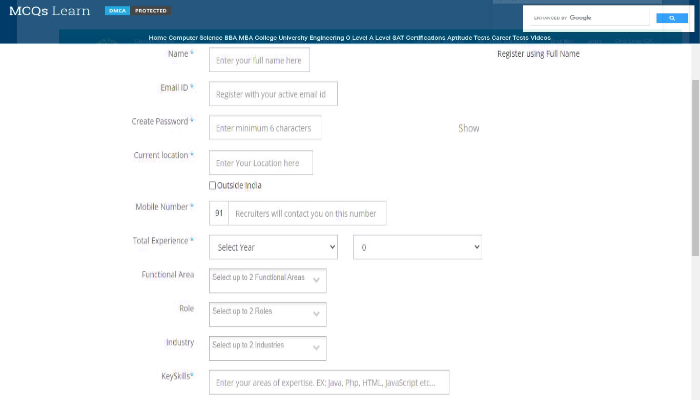 MCQs Learn
DMCA PROTECTED
ENHANCED BY Google
Home Computer Science BBA MBA College University Engineering O Level A Level SAT Certifications Aptitude Tests Career Tests Videos
Name * Enter your full name here Register using Full Name
Email ID * Register with your active email id
Create Password * Enter minimum 6 characters Show
Current location * Enter Your Location here
Outside India
Mobile Number * 91 Recruiters will contact you on this number
Total Experience * Select Year 0
Functional Area Select up to 2 Functional Areas
Role Select up to 2 Roles
Industry Select up to 2 Industries
KeySkills* Enter your areas of expertise. EX: Java, Php, HTML, JavaScript etc...